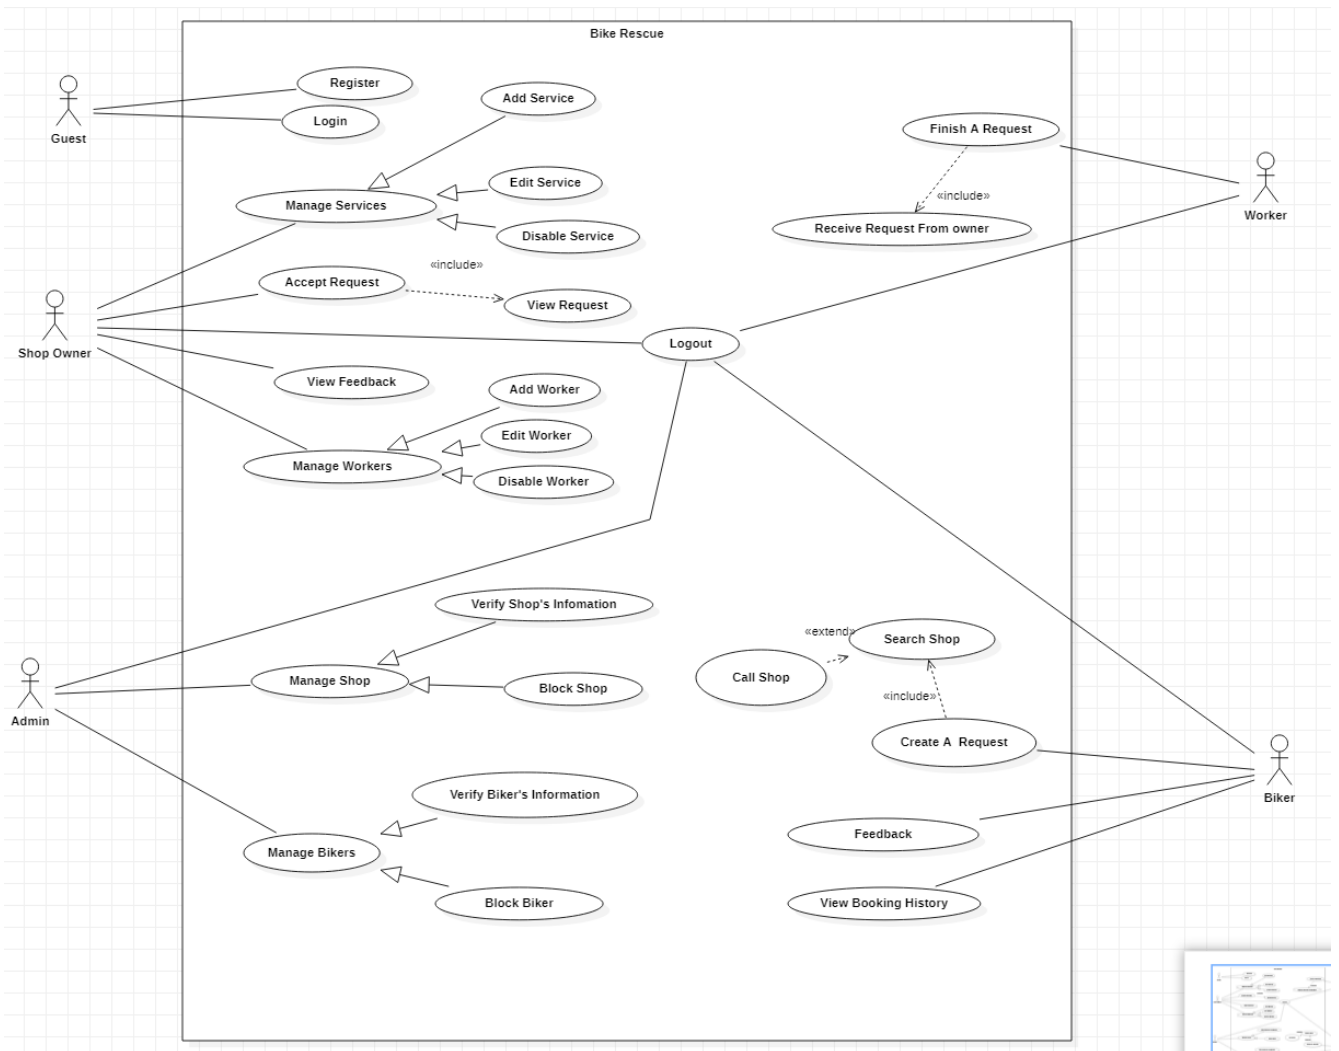 Bike Rescue
Register
Add Service
Login
Guest
Finish A Request
Edit Service
«include»
Manage Services
Worker
Receive Request From owner
Disable Service
«include»
Accept Request
View Request
Shop Owner
Logout
View Feedback
Add Worker
Edit Worker
Manage Workers
Disable Worker
Verify Shop's Infomation
«extend»
Search Shop
Call Shop
Manage Shop
Block Shop
«include»
Admin
Create A  Request
Verify Biker's Information
Biker
Feedback
Manage Bikers
Block Biker
View Booking History